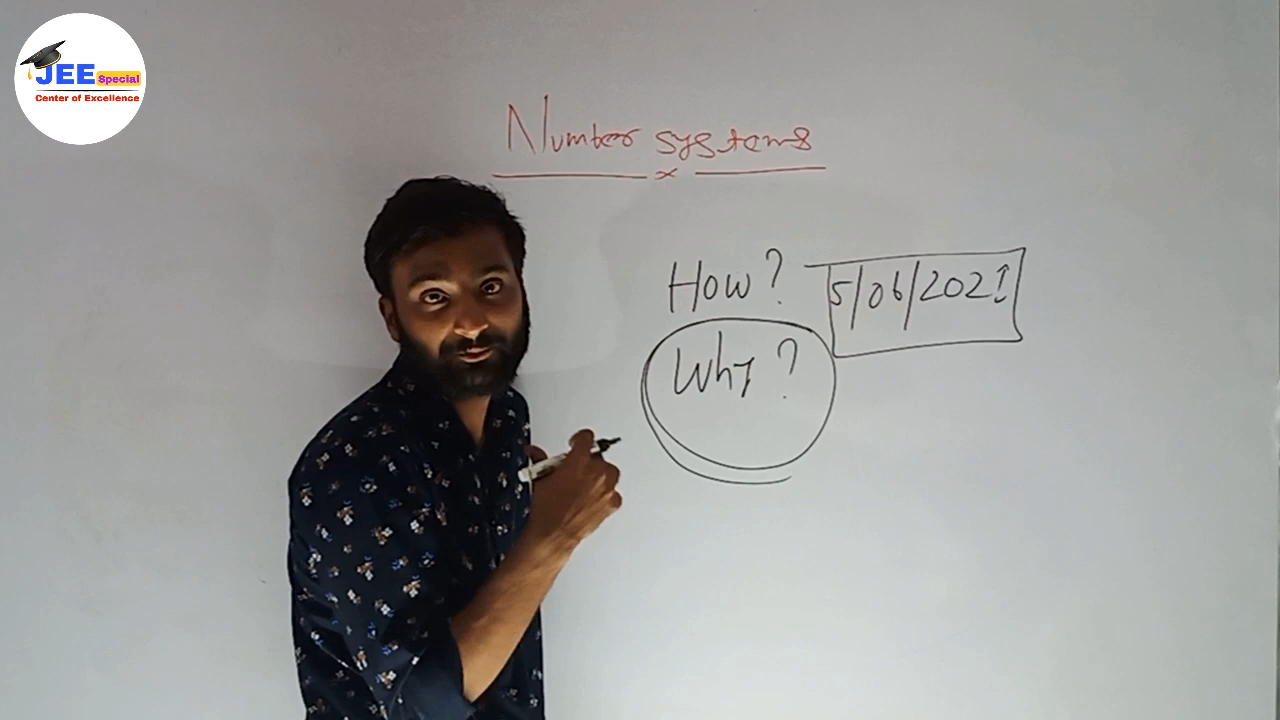 JEE Special
Center of Excellence
Number systems
x
How? 5/06/2021
Why?